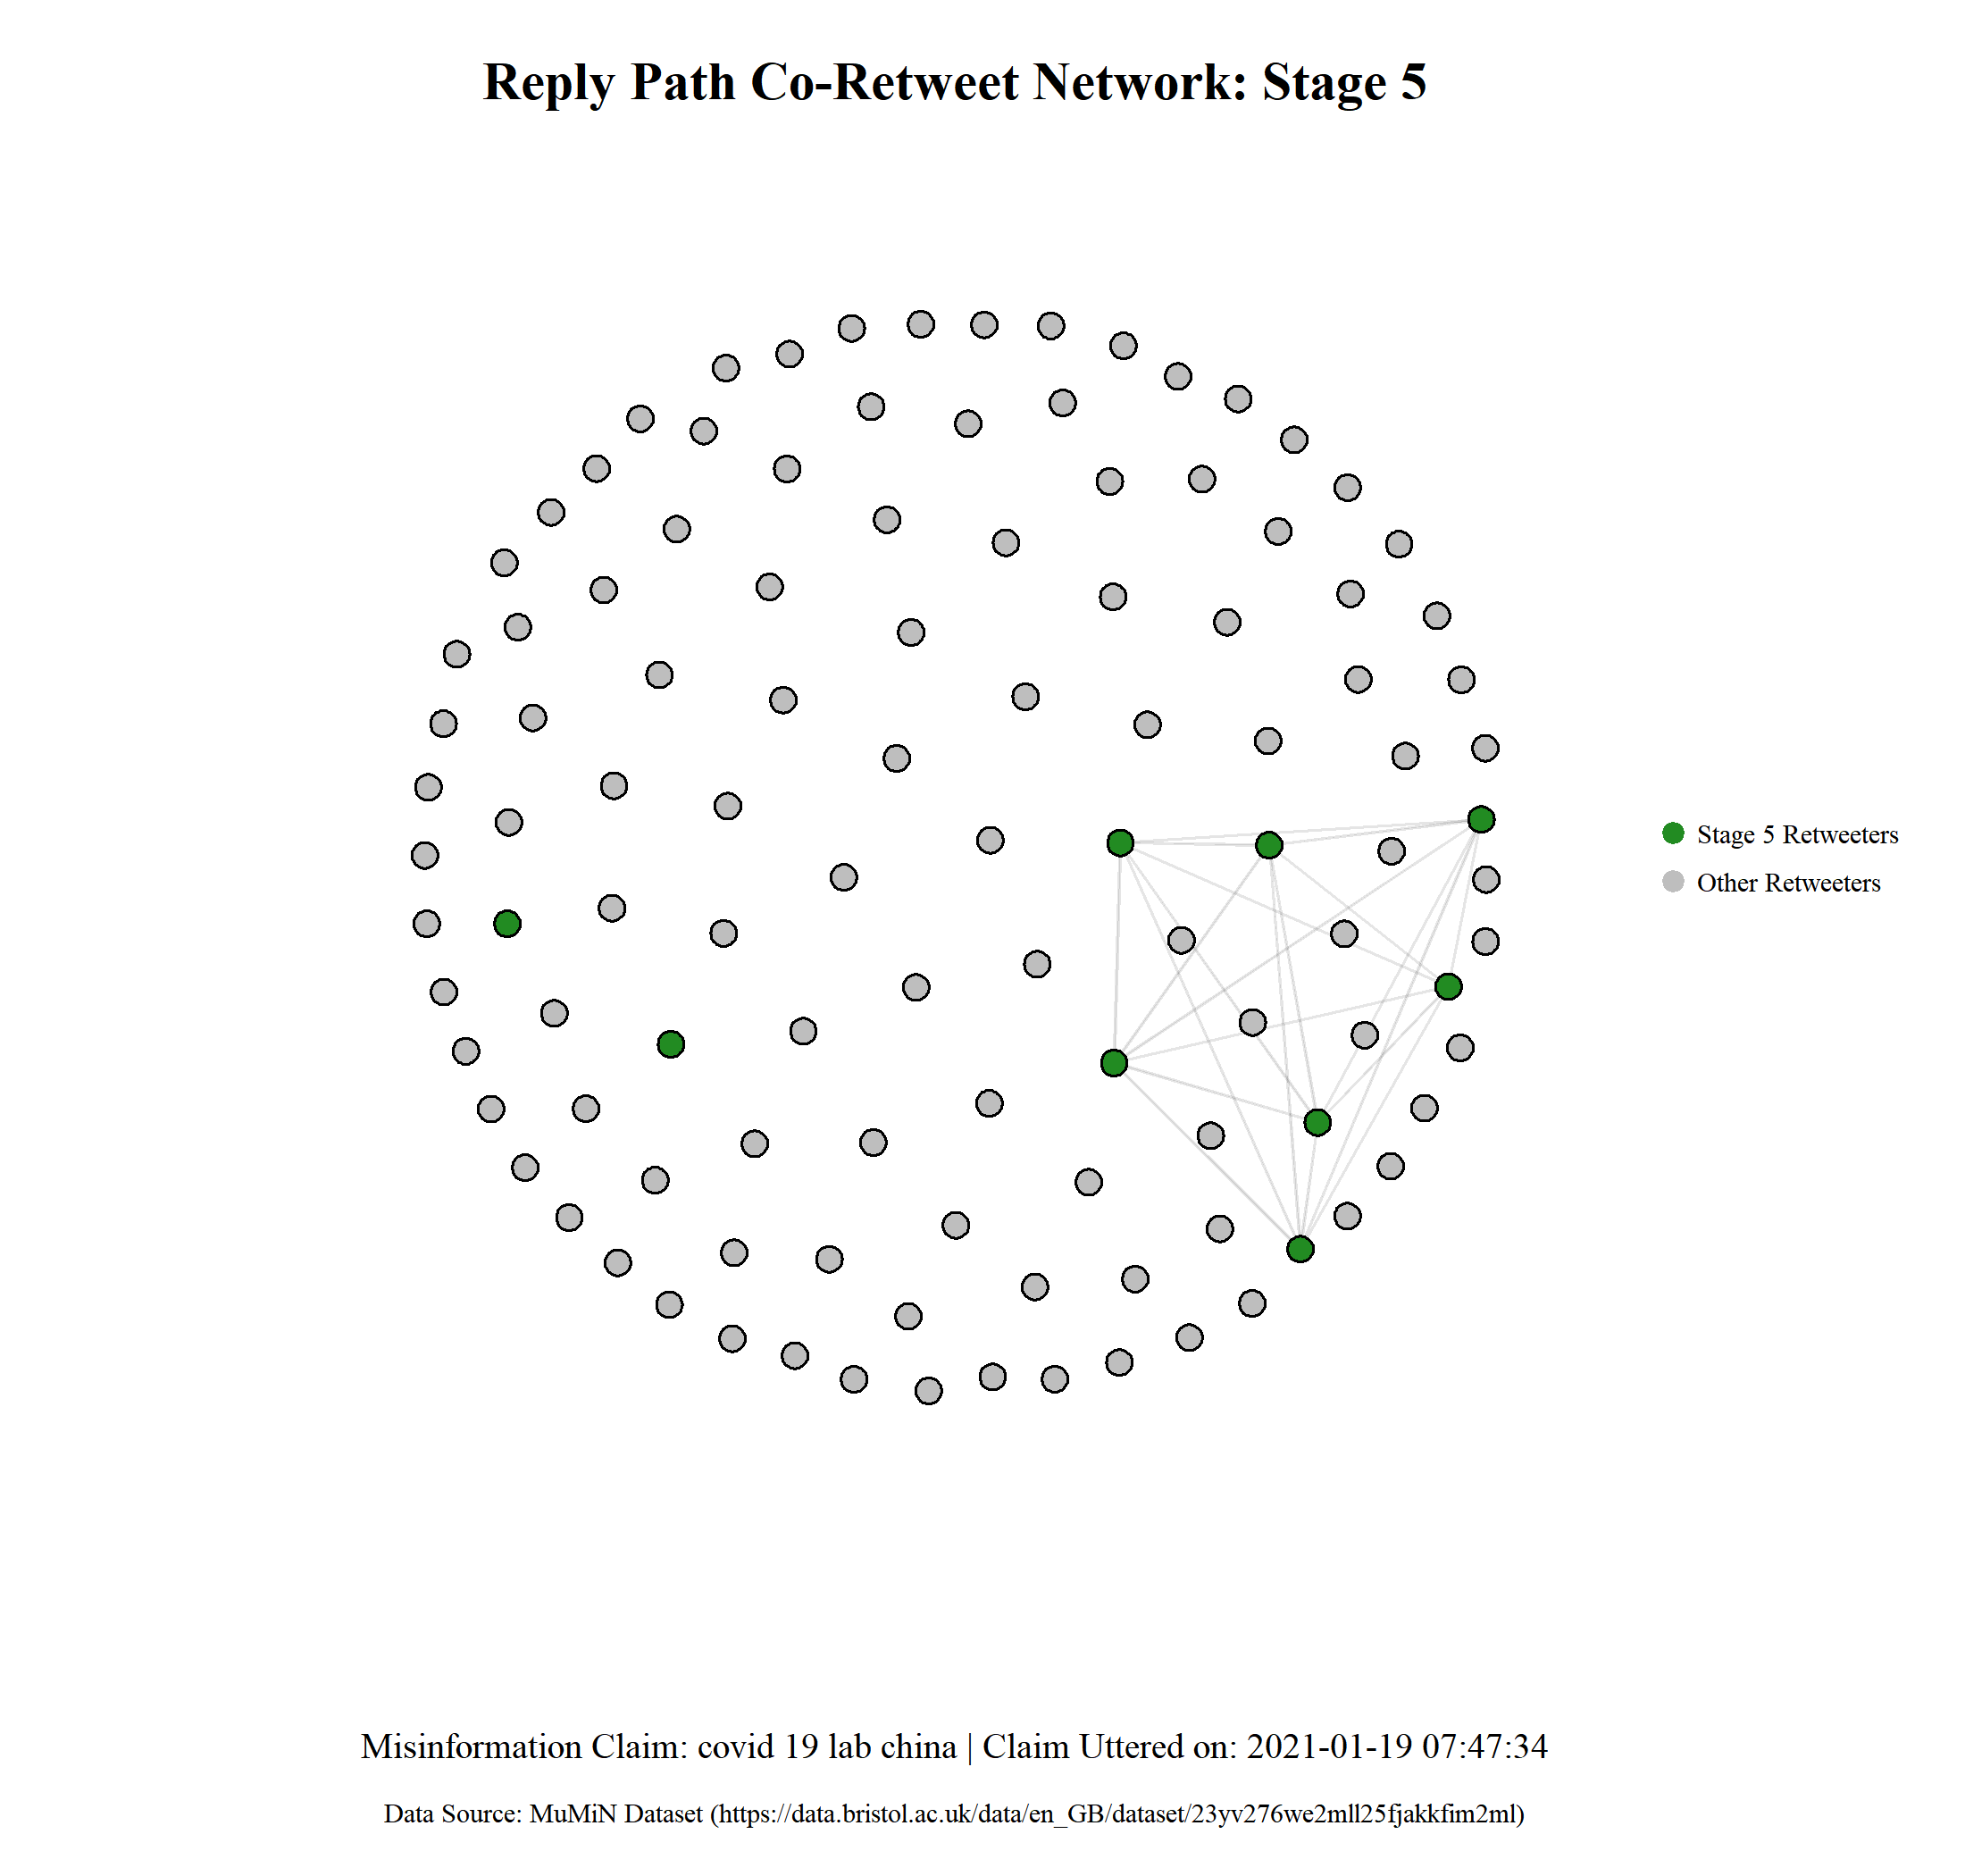 Reply Path Co-Retweet Network: Stage 5
Stage 5 Retweeters
Other Retweeters
Misinformation Claim: covid 19 lab china | Claim Uttered on: 2021-01-19 07:47:34
Data Source: MuMiN Dataset (https://data.bristol.ac.uk/data/en_GB/dataset/23yv276we2mll25fjakkfim2ml)